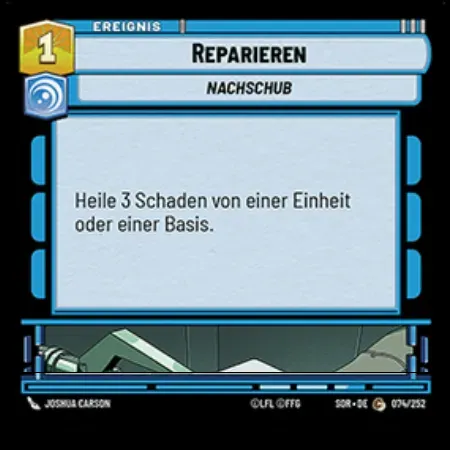 EREIGNIS
1
REPARIEREN
NACHSCHUB
Heile 3 Schaden von einer Einheit
oder einer Basis.
JOSHUA CARSON
©LFL ©FFG
SOR • DE
C
074/252